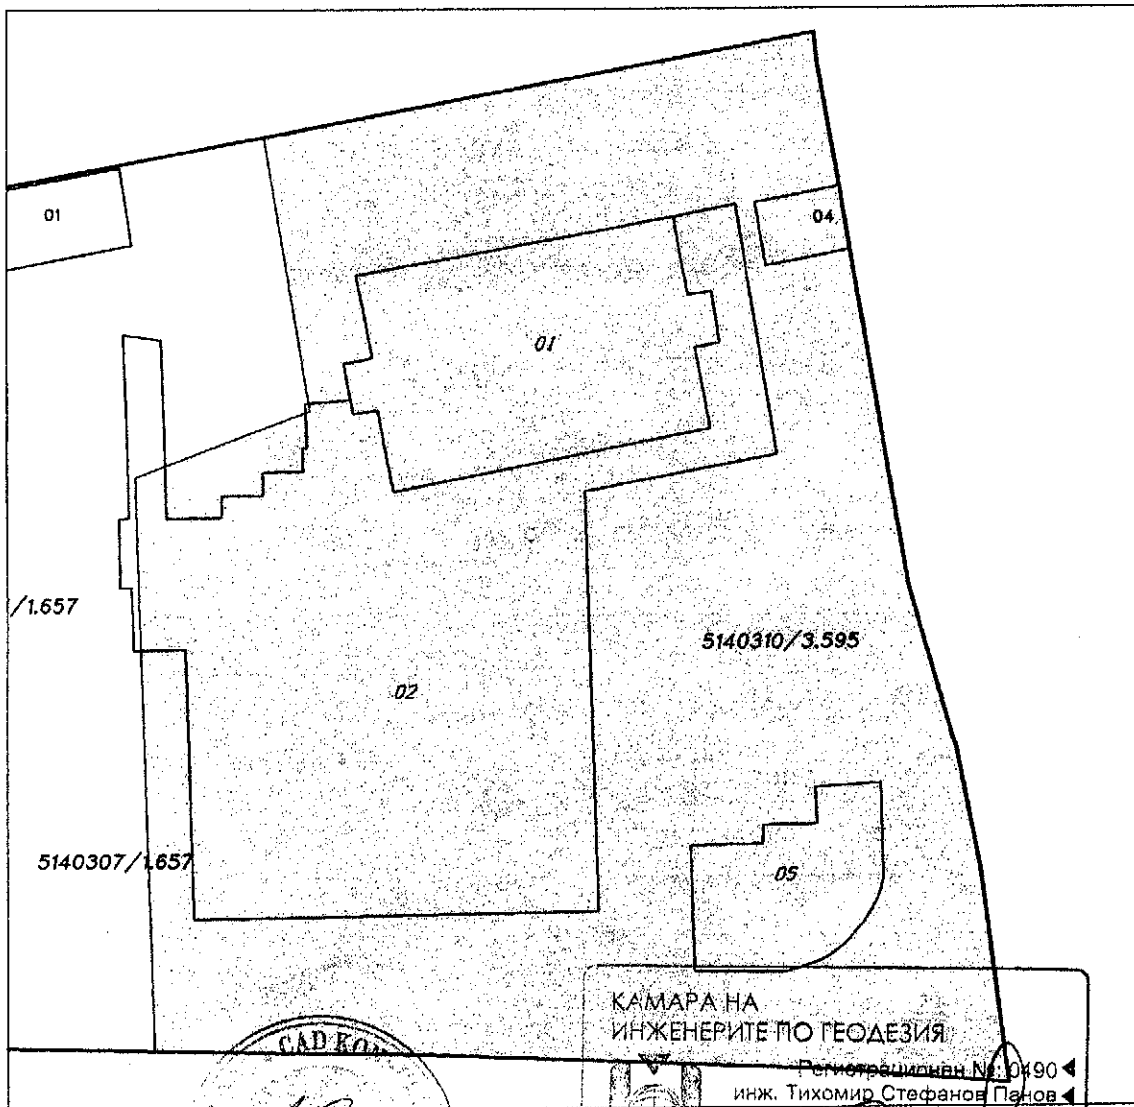 01
04
01
/1.657
5140310/3.595
02
5140307/1.657
05
КАМАРА НА
ИНЖЕНЕРИТЕ ПО ГЕОДЕЗИЯ
CAD
Регистрационен №: 0490
инж. Тихомир Стефанов Панов